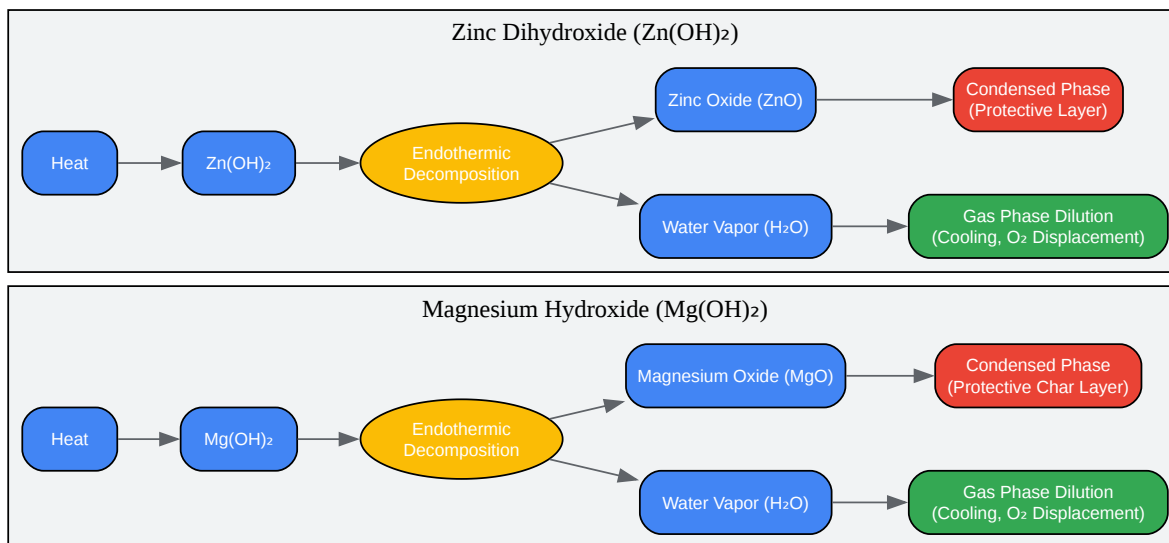 Zinc Dihydroxide (Zn(OH)₂)
Heat
Zn(OH)₂
Endothermic
Decomposition
Zinc Oxide (ZnO)
Condensed Phase
(Protective Layer)
Water Vapor (H₂O)
Gas Phase Dilution
(Cooling, O₂ Displacement)
Magnesium Hydroxide (Mg(OH)₂)
Heat
Mg(OH)₂
Endothermic
Decomposition
Magnesium Oxide (MgO)
Condensed Phase
(Protective Char Layer)
Water Vapor (H₂O)
Gas Phase Dilution
(Cooling, O₂ Displacement)